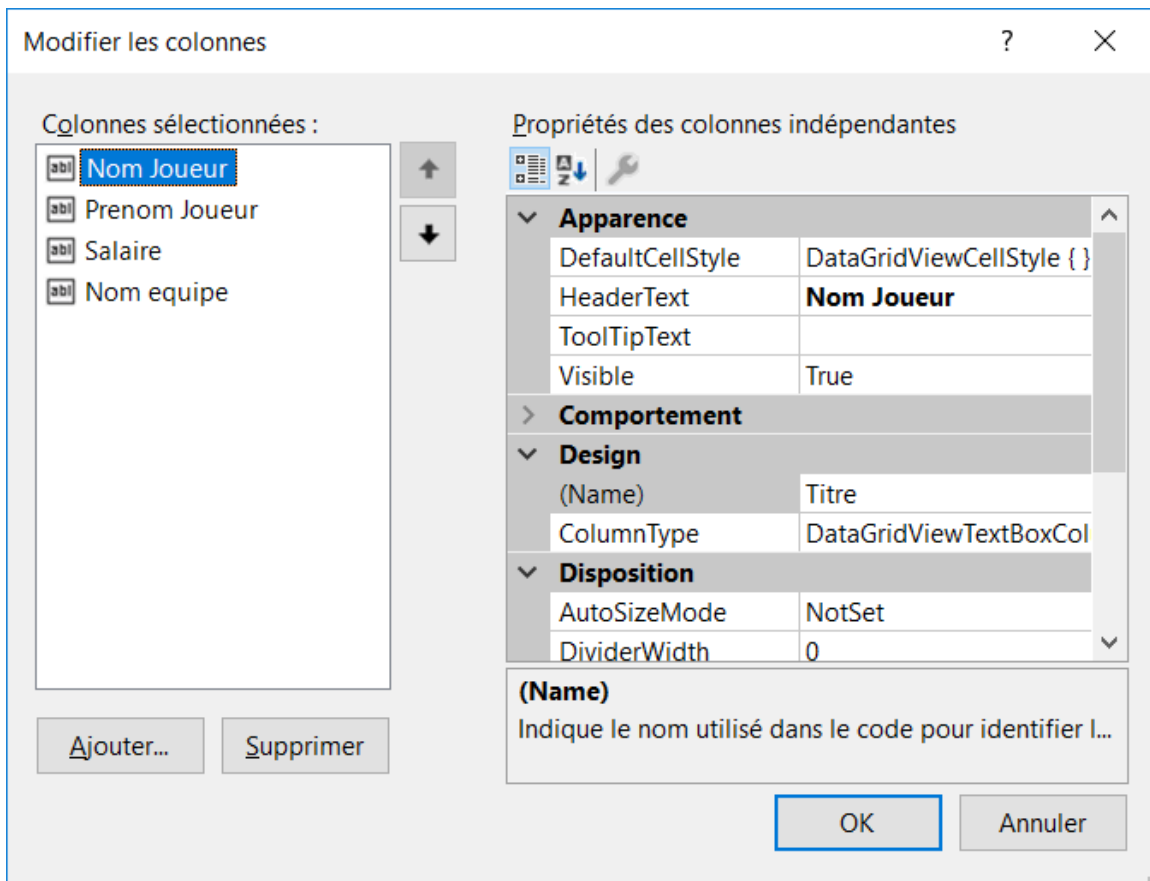 Modifier les colonnes
?
Colonnes sélectionnées :
Nom Joueur
Prenom Joueur
Salaire
Nom equipe
Ajouter...
Supprimer
Propriétés des colonnes indépendantes
Apparence
DefaultCellStyle DataGridViewCellStyle { }
HeaderText Nom Joueur
ToolTipText
Visible True
Comportement
Design
(Name) Titre
ColumnType DataGridViewTextBoxCol
Disposition
AutoSizeMode NotSet
DividerWidth 0
(Name)
Indique le nom utilisé dans le code pour identifier l...
OK
Annuler